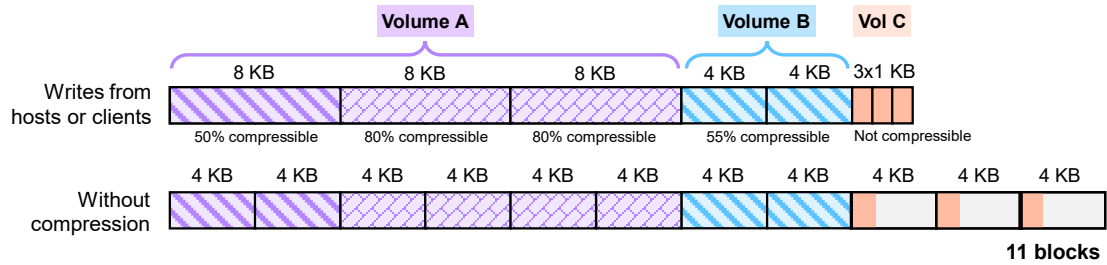 Volume A
Volume B
Vol C
8 KB
8 KB
8 KB
4 KB
4 KB
3x1 KB
Writes from
hosts or clients
50% compressible
80% compressible
80% compressible
55% compressible
Not compressible
4 KB
4 KB
4 KB
4 KB
4 KB
4 KB
4 KB
4 KB
4 KB
4 KB
4 KB
Without
compression
11 blocks